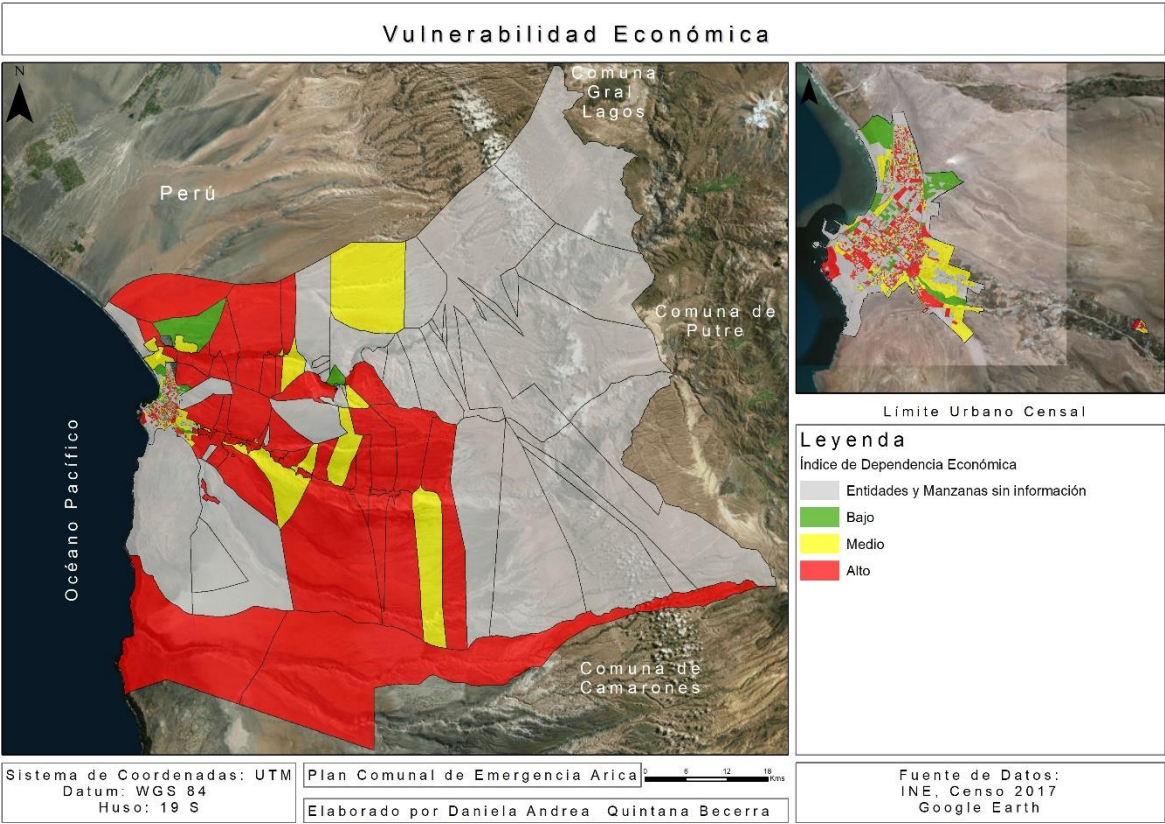 Vulnerabilidad Económica
N
Comuna
Gral
Lagos
Perú
Comuna de
Putre
Océano Pacífico
Comuna de
Camarones
Límite Urbano Censal
Leyenda
Índice de Dependencia Económica
Entidades y Manzanas sin información
Bajo
Medio
Alto
Sistema de Coordenadas: UTM
Datum: WGS 84
Huso: 19 S
Plan Comunal de Emergencia Arica
0 6 12 18
Kms
Elaborado por Daniela Andrea Quintana Becerra
Fuente de Datos:
INE, Censo 2017
Google Earth